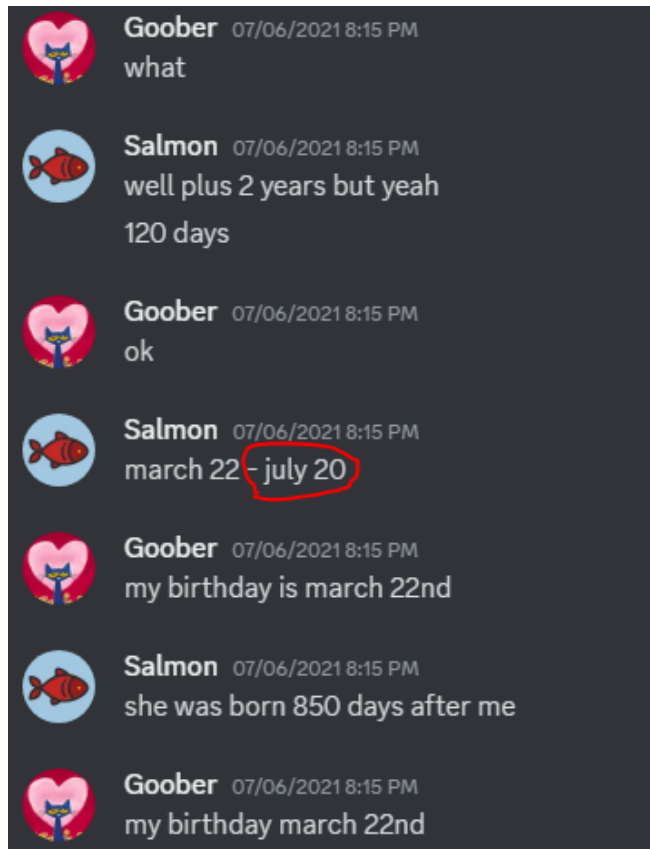 Goober 07/06/2021 8:15 PM
what
Salmon 07/06/2021 8:15 PM
well plus 2 years but yeah
120 days
Goober 07/06/2021 8:15 PM
ok
Salmon 07/06/2021 8:15 PM
march 22 - july 20
Goober 07/06/2021 8:15 PM
my birthday is march 22nd
Salmon 07/06/2021 8:15 PM
she was born 850 days after me
Goober 07/06/2021 8:15 PM
my birthday march 22nd